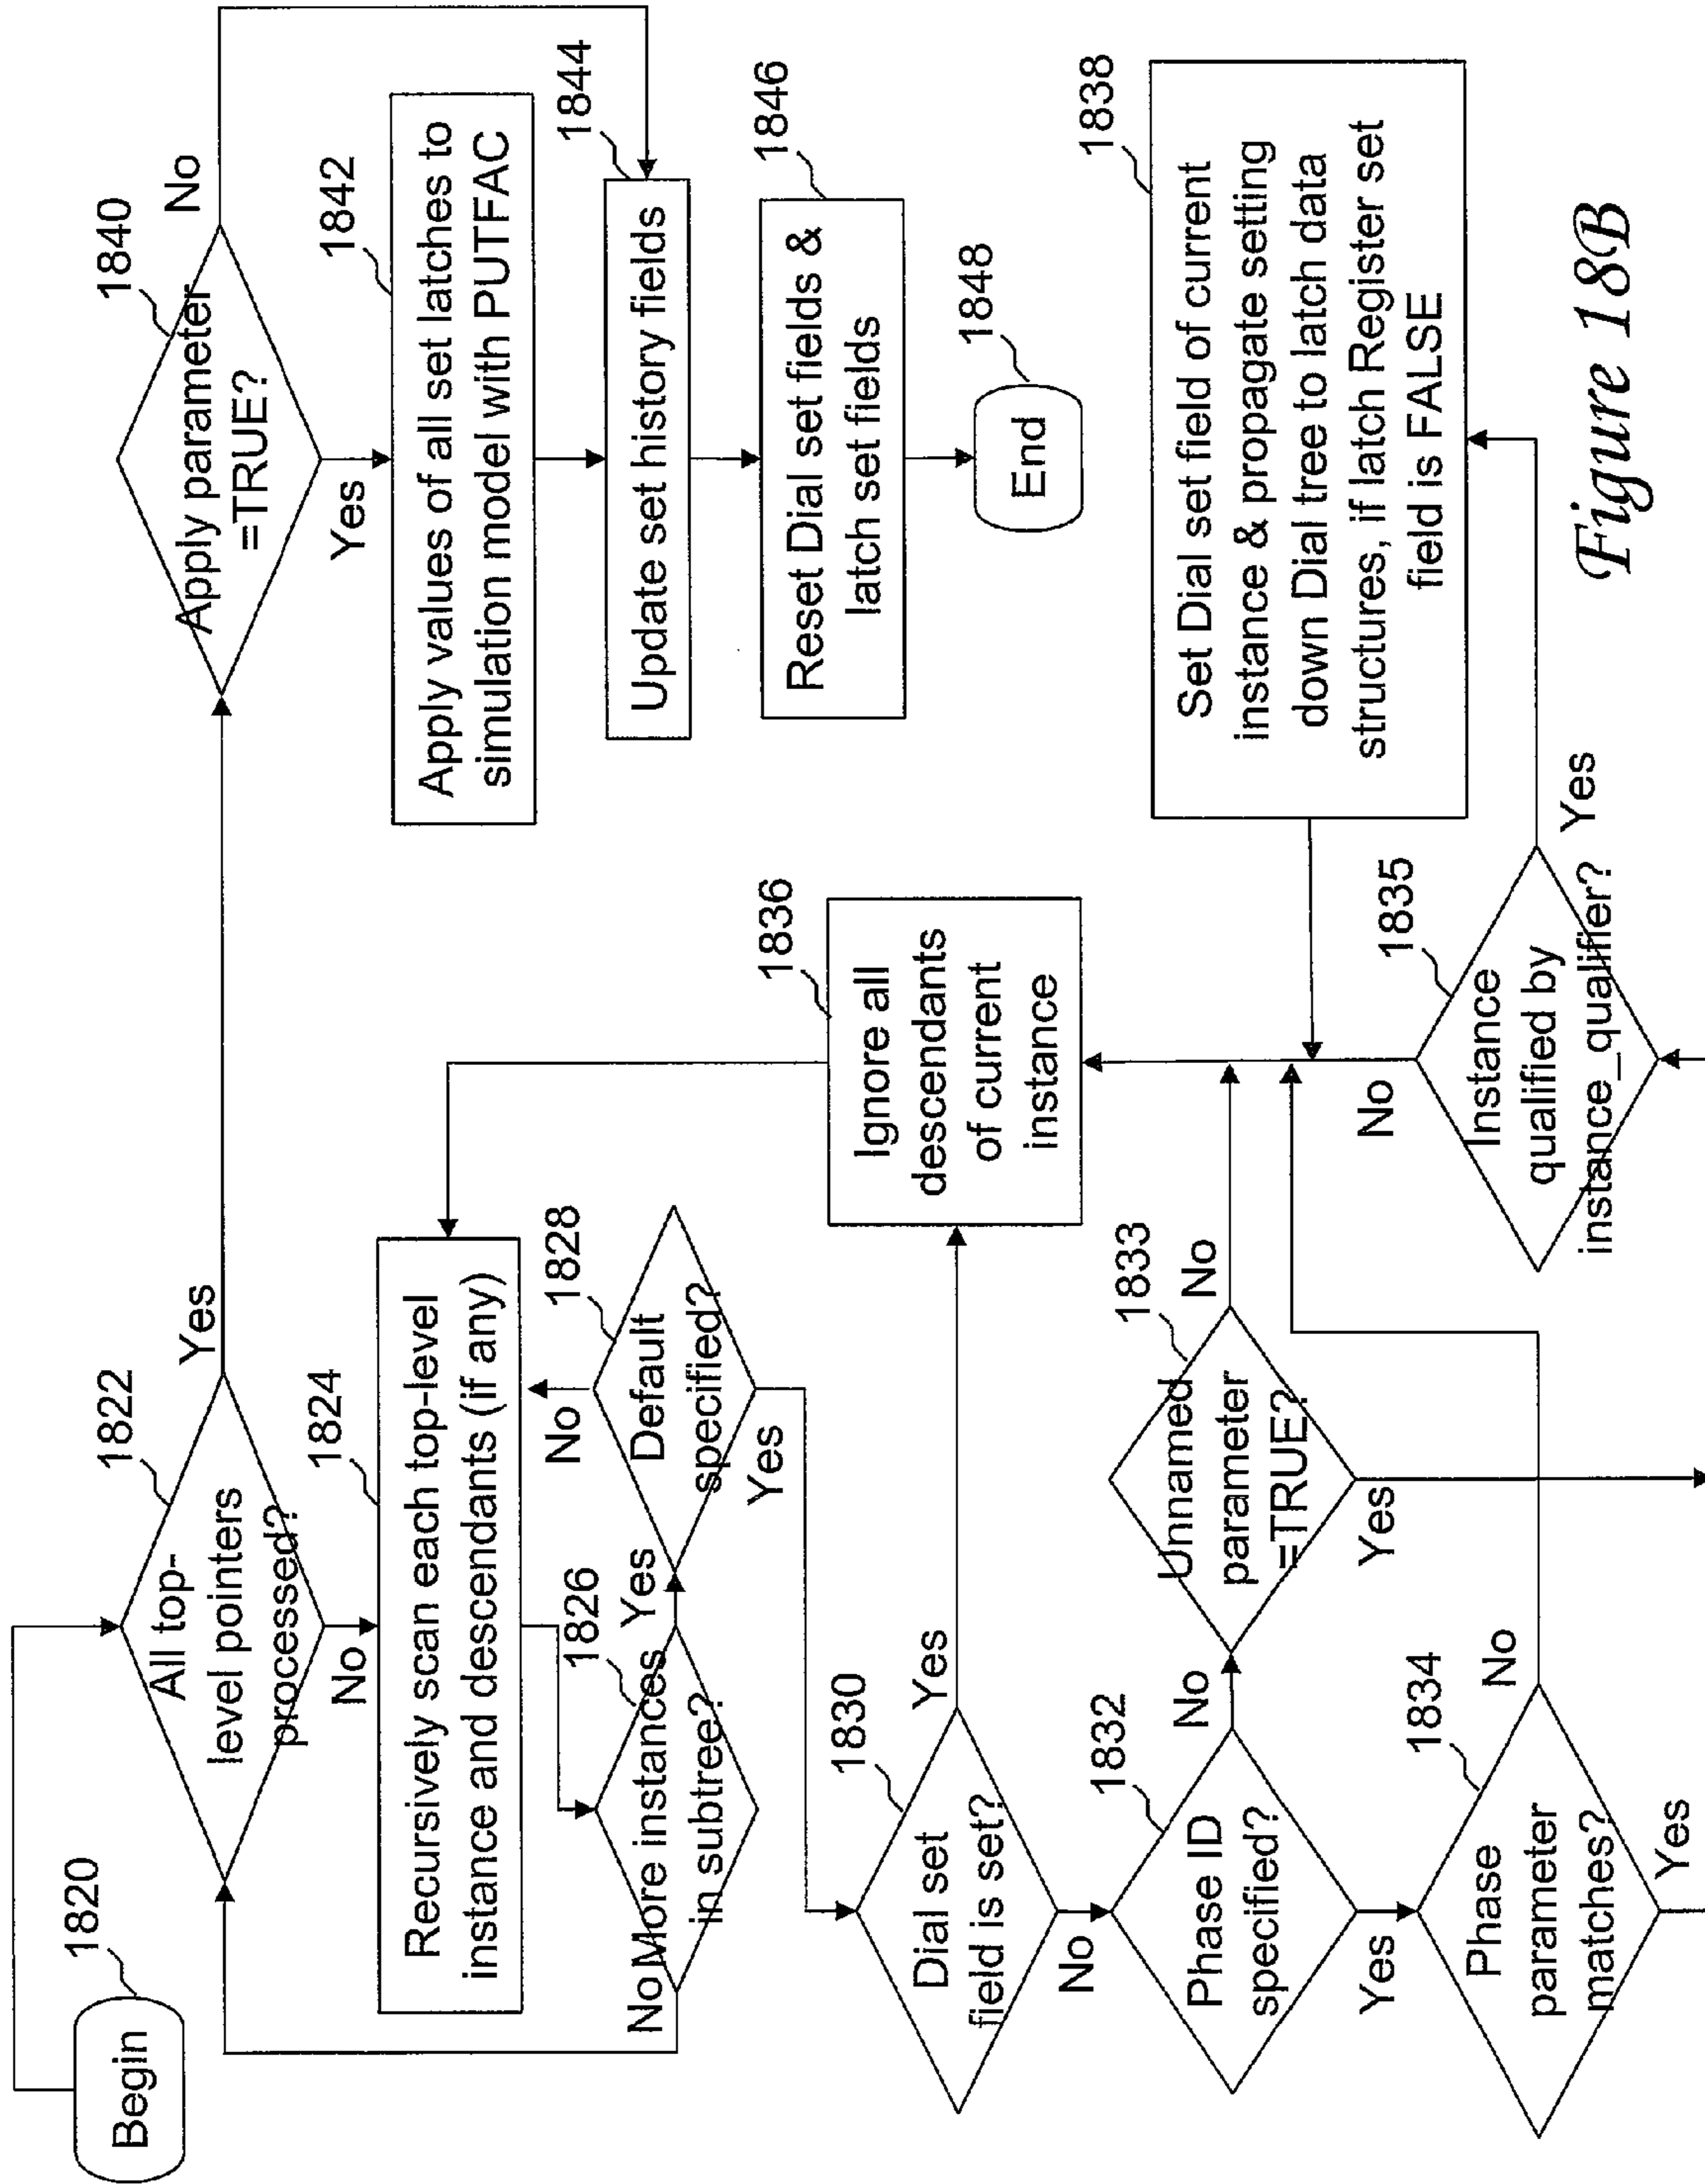 Begin
1820
All top-
level pointers
processed?
1822
Yes
No
Recursively scan each top-level
instance and descendants (if any)
1824
More instances
in subtree?
1826
Yes
No
Default
specified?
1828
No
Yes
Dial set
field is set?
1830
Yes
No
Phase ID
specified?
1832
No
Yes
Unnamed
parameter
=TRUE?
1833
No
Yes
Phase
parameter
matches?
1834
No
Yes
Instance
qualified by
instance_qualifier?
1835
No
Yes
Ignore all
descendants
of current
instance
1836
Set Dial set field of current
instance & propagate setting
down Dial tree to latch data
structures, if latch Register set
field is FALSE
1838
Apply parameter
=TRUE?
1840
No
Yes
Apply values of all set latches to
simulation model with PUTFAC
1842
Update set history fields
1844
Reset Dial set fields &
latch set fields
1846
End
1848
Figure 18B